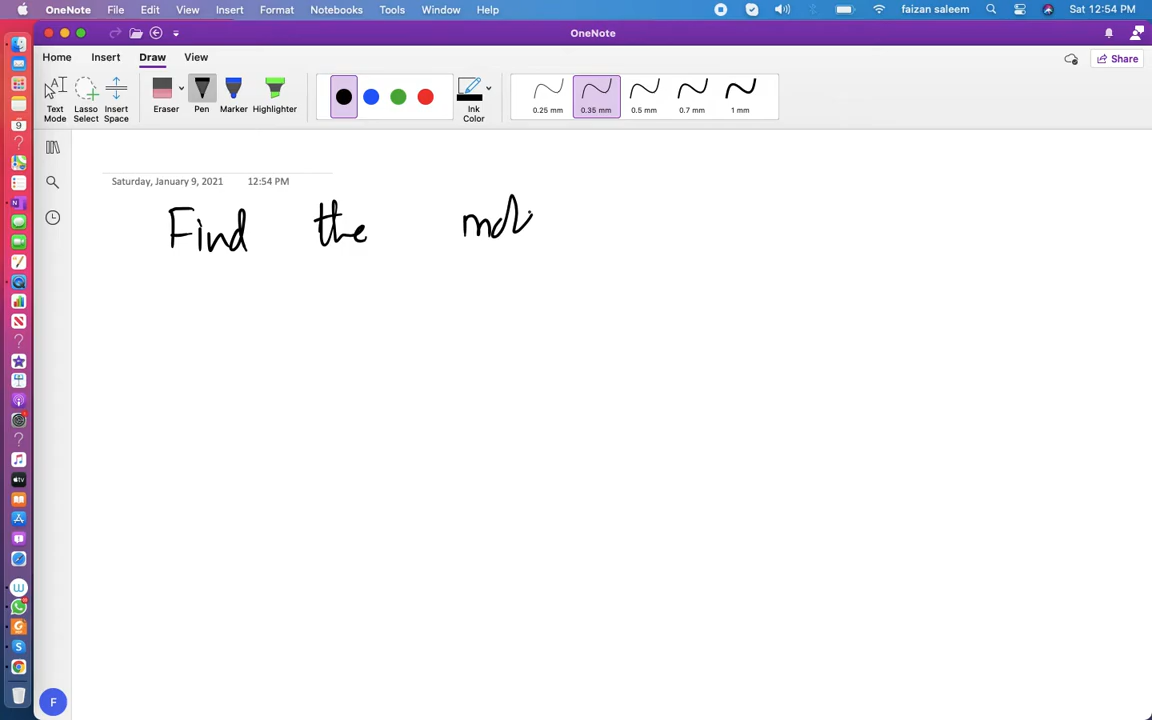 OneNote File Edit View Insert Format Notebooks Tools Window Help faizan saleem Sat 12:54 PM
OneNote
Home Insert Draw View Share
Text Mode
Lasso Select
Insert Space
Eraser
Pen
Marker
Highlighter
Ink Color
0.25 mm
0.35 mm
0.5 mm
0.7 mm
1 mm
Saturday, January 9, 2021 12:54 PM
Find the
F